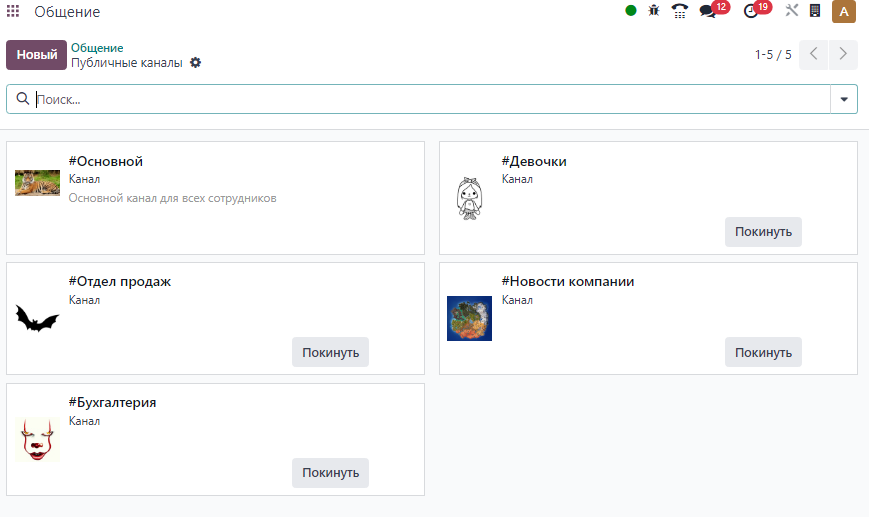 Общение
12
19
A
Новый
Общение
Публичные каналы
1-5 / 5
Поиск...
#Основной
Канал
Основной канал для всех сотрудников
#Девочки
Канал
Покинуть
#Отдел продаж
Канал
Покинуть
#Новости компании
Канал
Покинуть
#Бухгалтерия
Канал
Покинуть